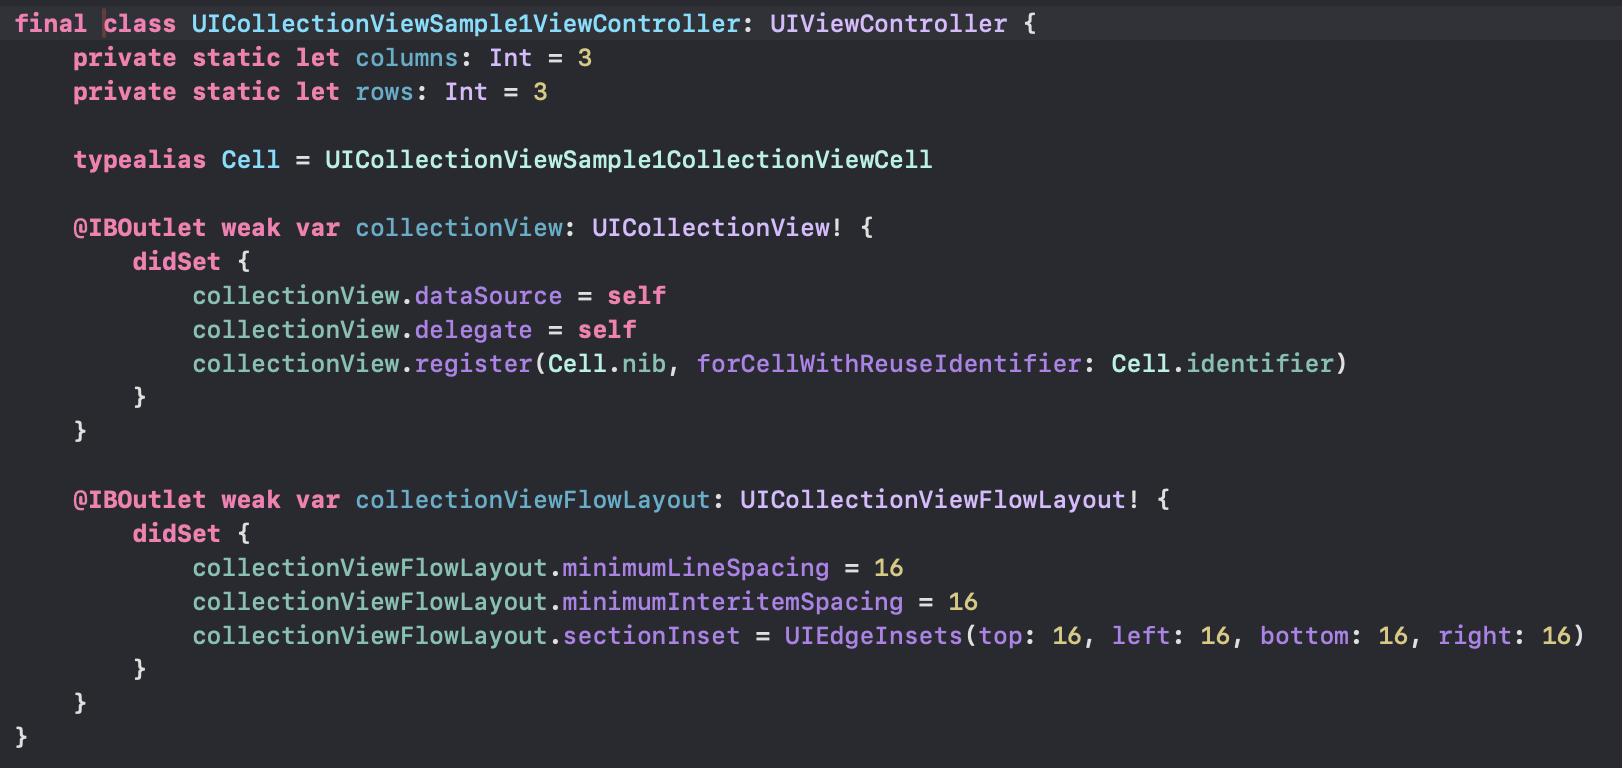 final class UICollectionViewSample1ViewController: UIViewController {
    private static let columns: Int = 3
    private static let rows: Int = 3

    typealias Cell = UICollectionViewSample1CollectionViewCell

    @IBOutlet weak var collectionView: UICollectionView! {
        didSet {
            collectionView.dataSource = self
            collectionView.delegate = self
            collectionView.register(Cell.nib, forCellWithReuseIdentifier: Cell.identifier)
        }
    }

    @IBOutlet weak var collectionViewFlowLayout: UICollectionViewFlowLayout! {
        didSet {
            collectionViewFlowLayout.minimumLineSpacing = 16
            collectionViewFlowLayout.minimumInteritemSpacing = 16
            collectionViewFlowLayout.sectionInset = UIEdgeInsets(top: 16, left: 16, bottom: 16, right: 16)
        }
    }
}